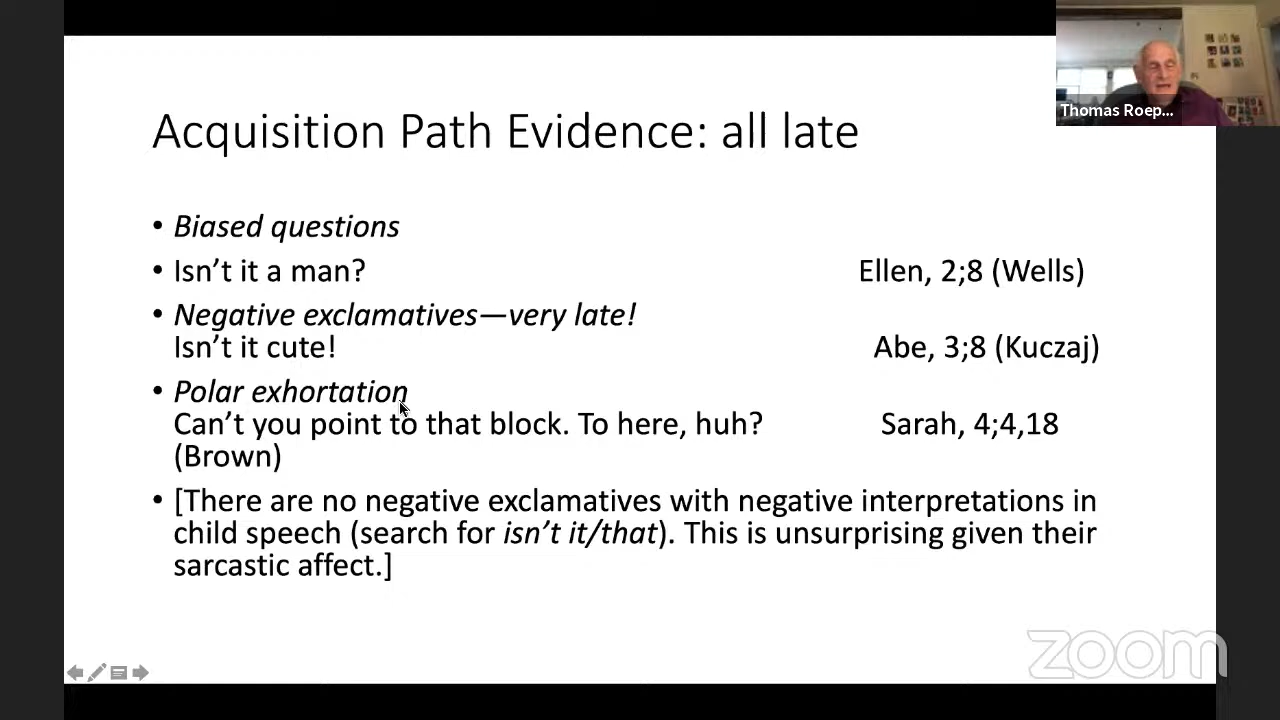 Thomas Roep...
Acquisition Path Evidence: all late
• Biased questions
• Isn’t it a man? Ellen, 2;8 (Wells)
• Negative exclamatives—very late!
Isn’t it cute! Abe, 3;8 (Kuczaj)
• Polar exhortation
Can’t you point to that block. To here, huh? Sarah, 4;4,18
(Brown)
• [There are no negative exclamatives with negative interpretations in
child speech (search for isn’t it/that). This is unsurprising given their
sarcastic affect.]
zoom